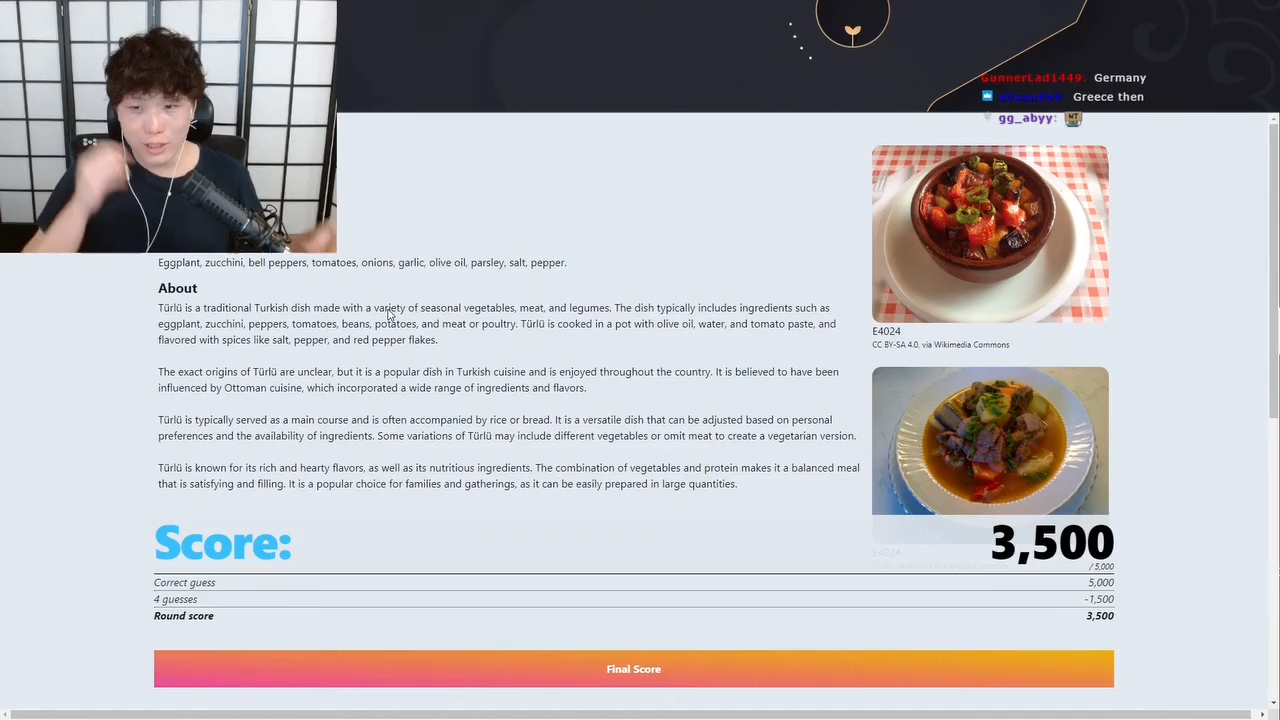 GunnerLad1449: Germany
Greece then
gg_abyy:
Eggplant, zucchini, bell peppers, tomatoes, onions, garlic, olive oil, parsley, salt, pepper.
About
Türlü is a traditional Turkish dish made with a variety of seasonal vegetables, meat, and legumes. The dish typically includes ingredients such as
eggplant, zucchini, peppers, tomatoes, beans, potatoes, and meat or poultry. Türlü is cooked in a pot with olive oil, water, and tomato paste, and
flavored with spices like salt, pepper, and red pepper flakes.
The exact origins of Türlü are unclear, but it is a popular dish in Turkish cuisine and is enjoyed throughout the country. It is believed to have been
influenced by Ottoman cuisine, which incorporated a wide range of ingredients and flavors.
Türlü is typically served as a main course and is often accompanied by rice or bread. It is a versatile dish that can be adjusted based on personal
preferences and the availability of ingredients. Some variations of Türlü may include different vegetables or omit meat to create a vegetarian version.
Türlü is known for its rich and hearty flavors, as well as its nutritious ingredients. The combination of vegetables and protein makes it a balanced meal
that is satisfying and filling. It is a popular choice for families and gatherings, as it can be easily prepared in large quantities.
E4024
CC BY-SA 4.0, via Wikimedia Commons
E4024
Score: 3,500
/ 5,000
Correct guess 5,000
4 guesses -1,500
Round score 3,500
Final Score